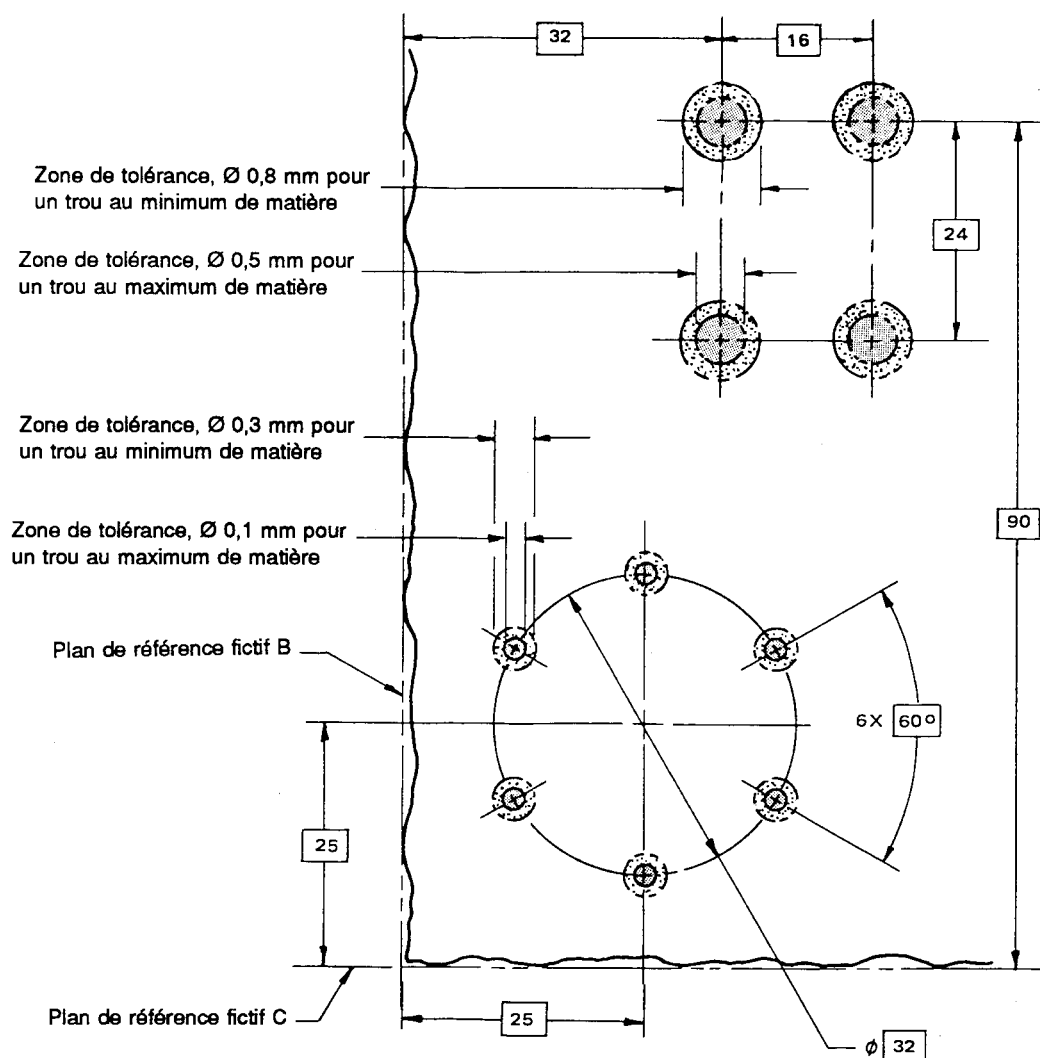 32
16
Zone de tolérance, Ø 0,8 mm pour
un trou au minimum de matière
24
Zone de tolérance, Ø 0,5 mm pour
un trou au maximum de matière
Zone de tolérance, Ø 0,3 mm pour
un trou au minimum de matière
90
Zone de tolérance, Ø 0,1 mm pour
un trou au maximum de matière
Plan de référence fictif B
6X 60°
25
Plan de référence fictif C
25
ϕ 32